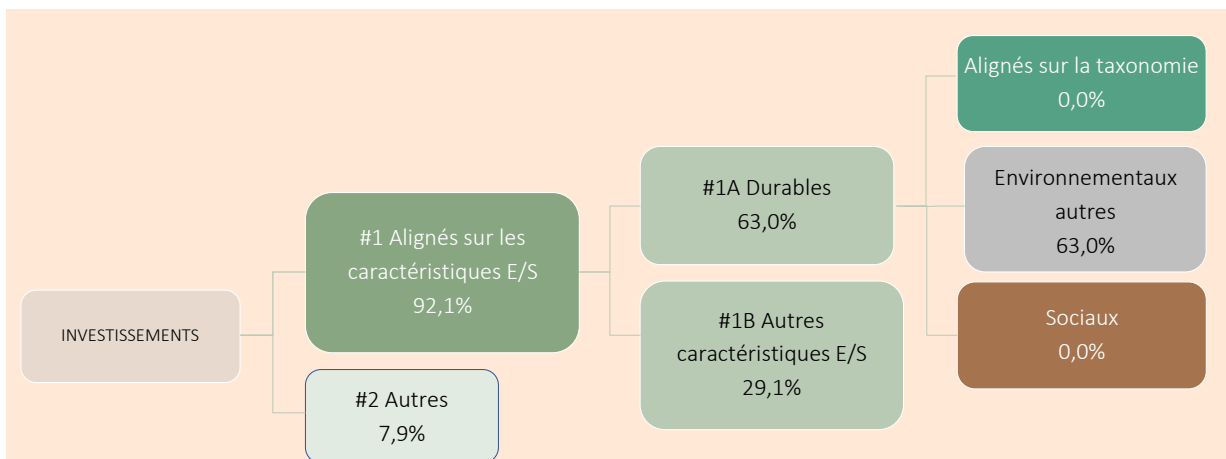 INVESTISSEMENTS
#1 Alignés sur les
caractéristiques E/S
92,1%
#2 Autres
7,9%
#1A Durables
63,0%
#1B Autres
caractéristiques E/S
29,1%
Alignés sur la taxonomie
0,0%
Environnementaux
autres
63,0%
Sociaux
0,0%